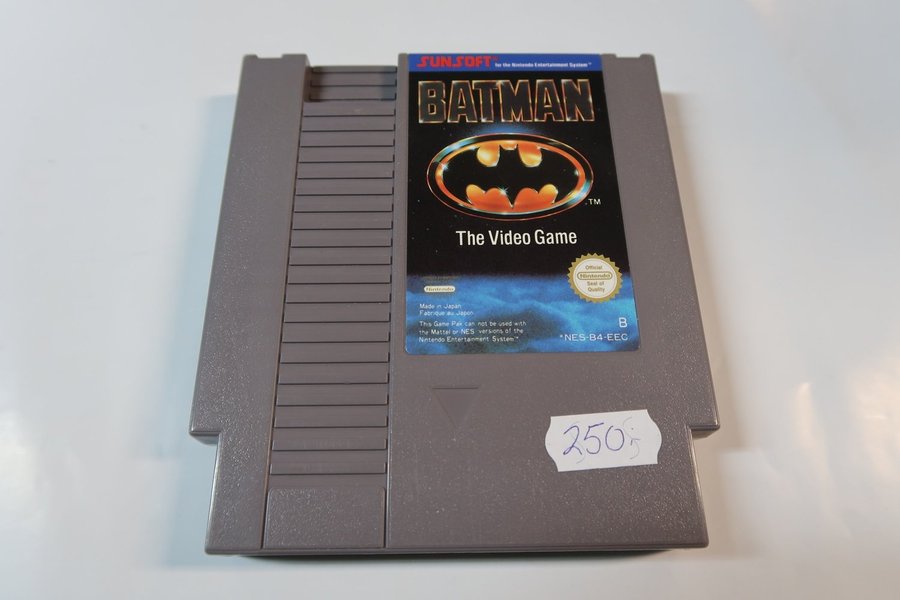 SUNSOFT® for the Nintendo Entertainment System™
BATMAN
TM
The Video Game
Official
Nintendo
Seal of
Quality
Nintendo
Made in Japan
Fabriqué au Japon
This Game Pak can not be used with
the Mattel or NES versions of the
Nintendo Entertainment System™
B
*NES-B4-EEC
250:-